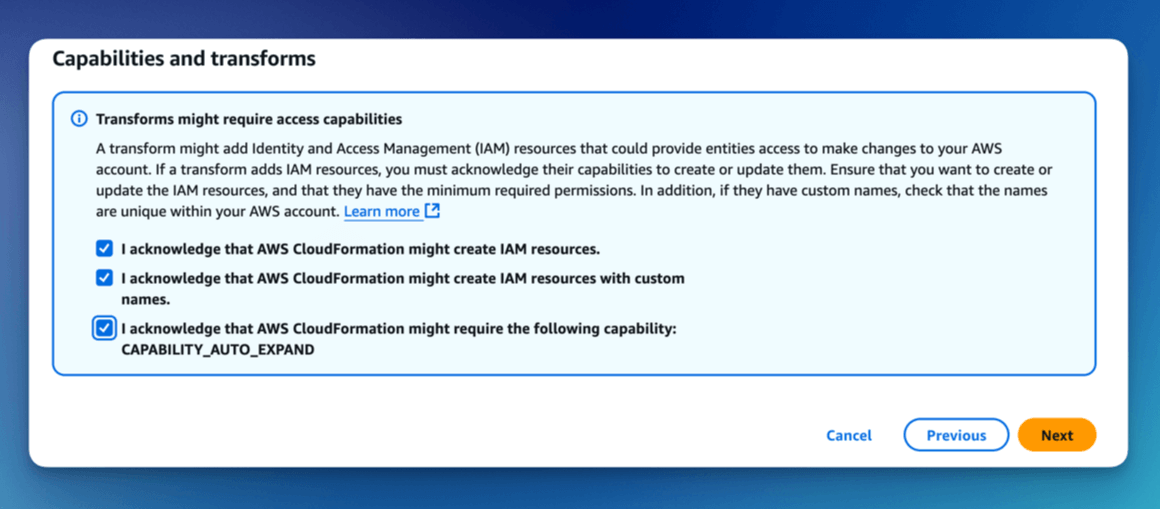 Capabilities and transforms
Transforms might require access capabilities
A transform might add Identity and Access Management (IAM) resources that could provide entities access to make changes to your AWS
account. If a transform adds IAM resources, you must acknowledge their capabilities to create or update them. Ensure that you want to create or
update the IAM resources, and that they have the minimum required permissions. In addition, if they have custom names, check that the names
are unique within your AWS account. Learn more
I acknowledge that AWS CloudFormation might create IAM resources.
I acknowledge that AWS CloudFormation might create IAM resources with custom
names.
I acknowledge that AWS CloudFormation might require the following capability:
CAPABILITY_AUTO_EXPAND
Cancel Previous Next